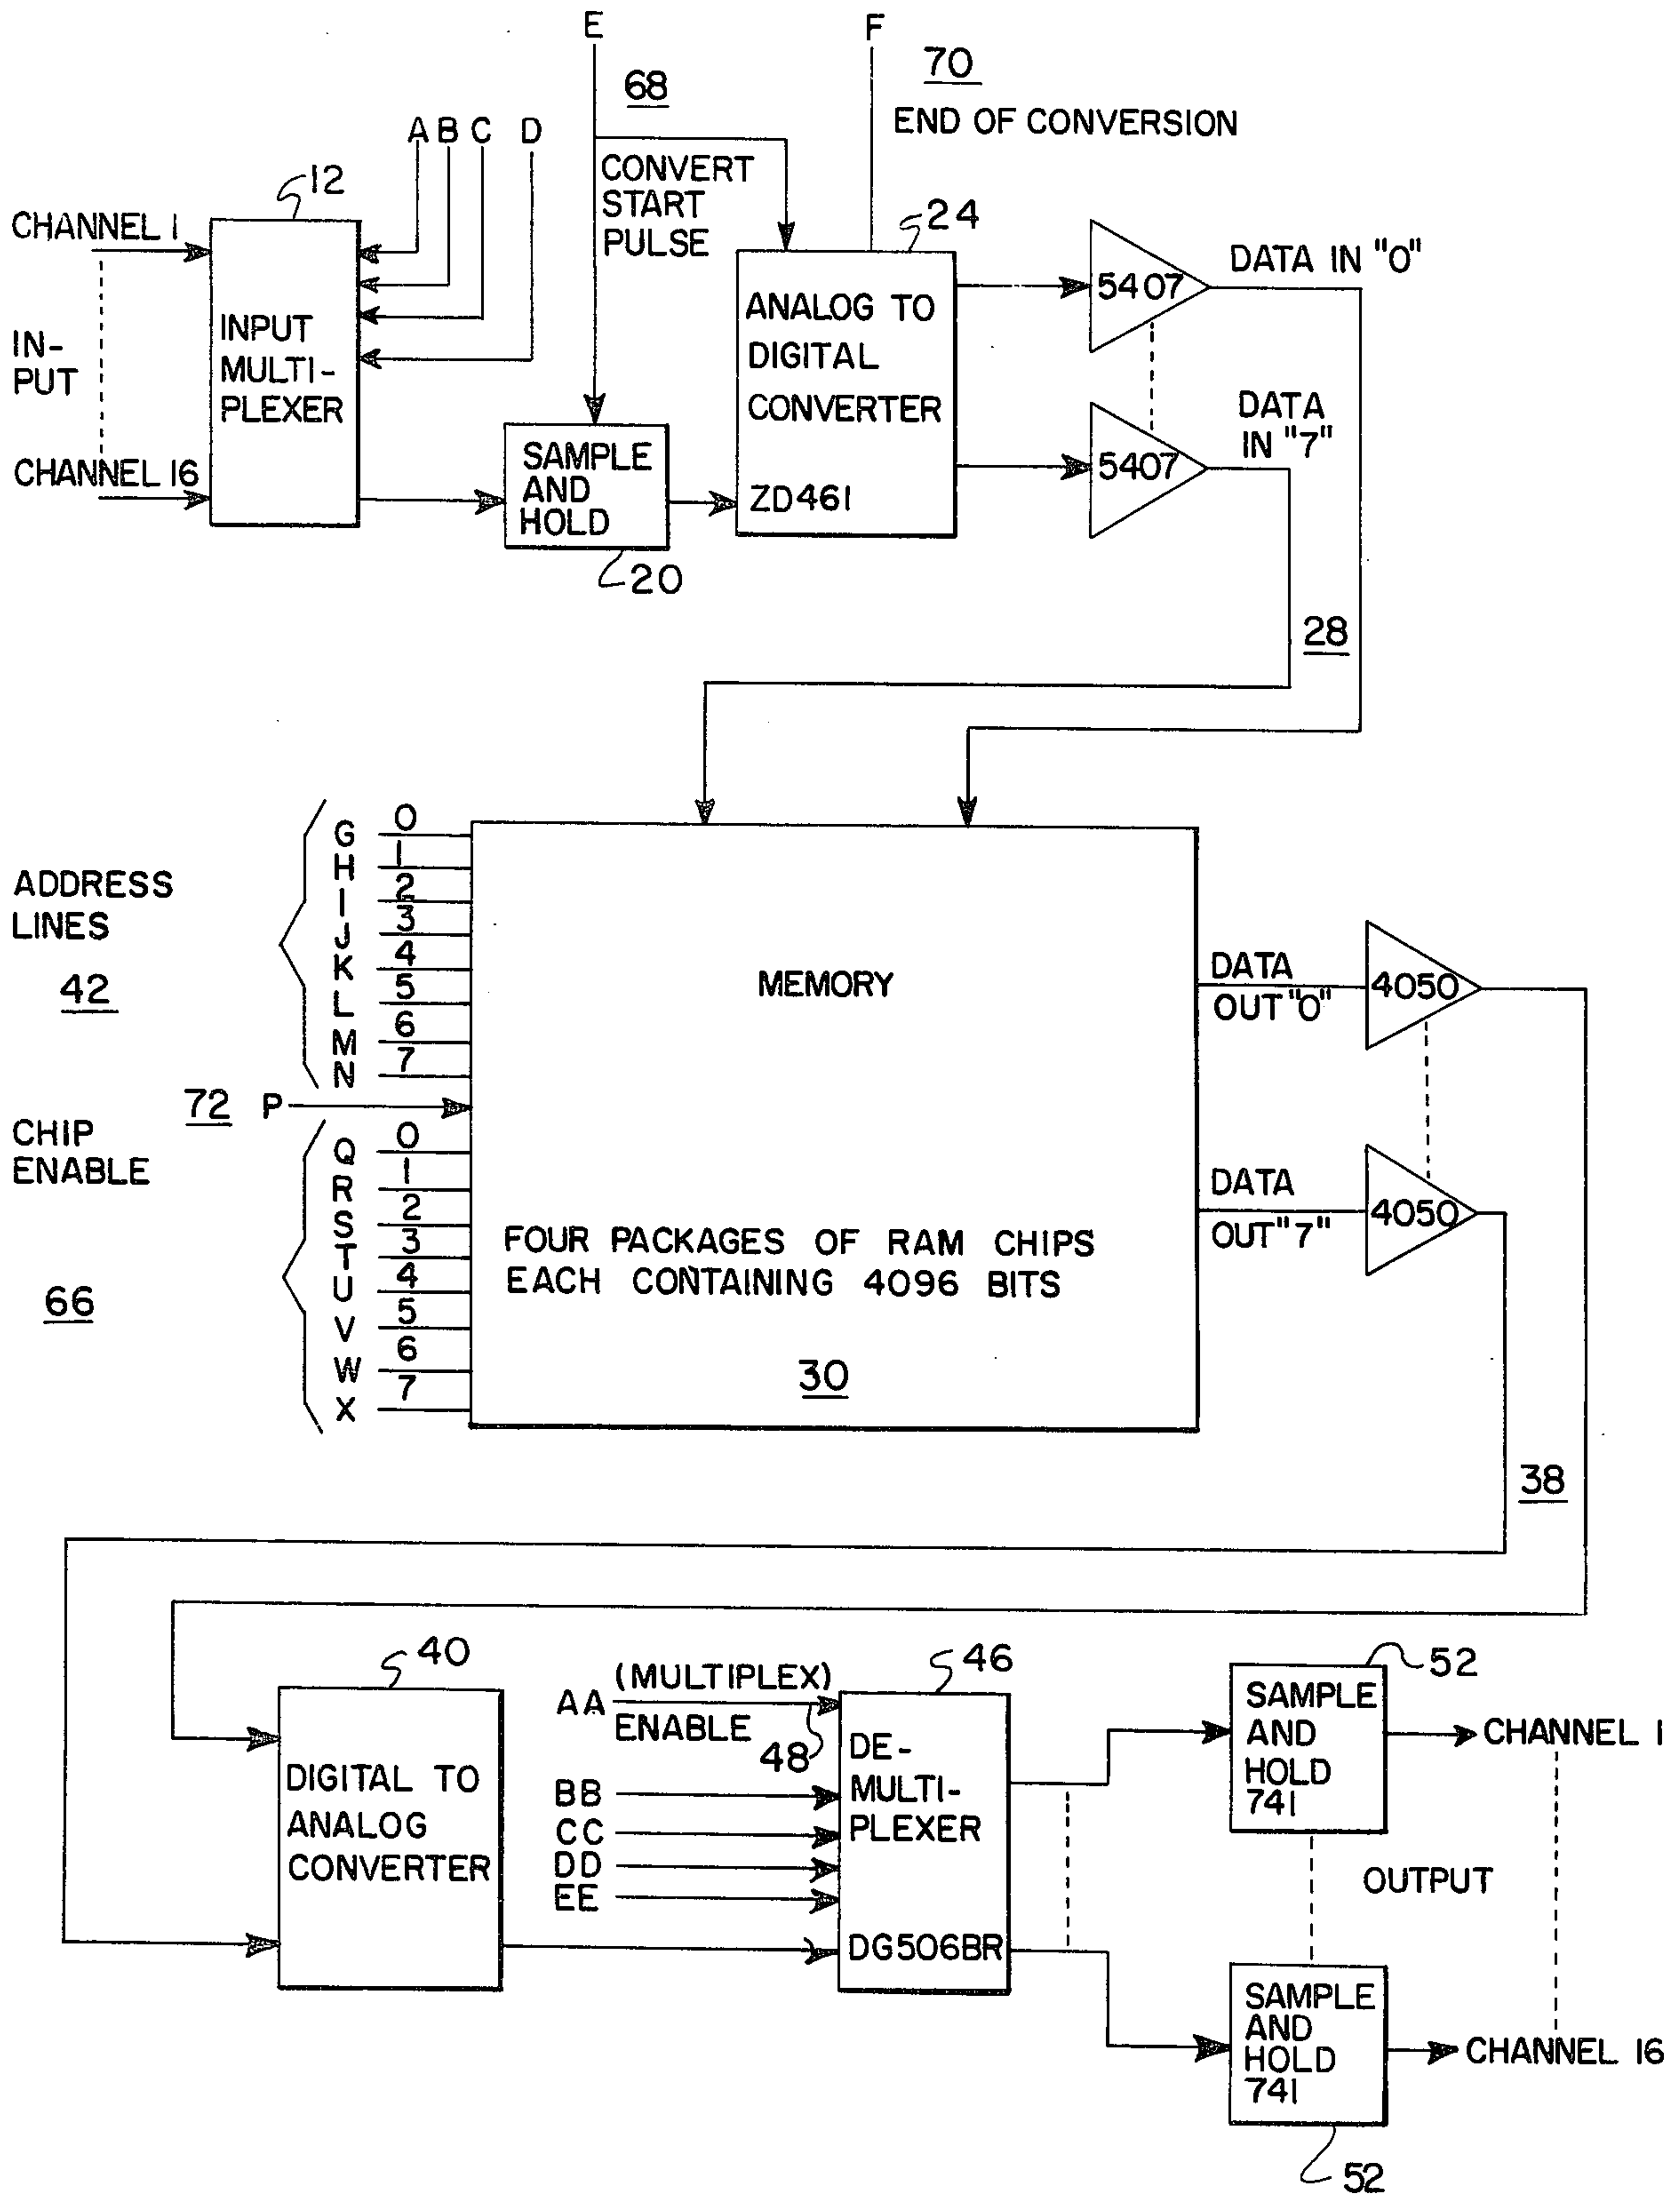 E
F
68
70
END OF CONVERSION
A B C D
CONVERT
START
PULSE
12
24
CHANNEL 1
IN-
PUT
CHANNEL 16
INPUT
MULTI-
PLEXER
SAMPLE
AND
HOLD
20
ANALOG TO
DIGITAL
CONVERTER
ZD461
5407
DATA IN "0"
5407
DATA
IN "7"
28
ADDRESS
LINES
42
G 0
H 1
I 2
J 3
K 4
L 5
M 6
N 7
72 P
CHIP
ENABLE
66
Q 0
R 1
S 2
T 3
U 4
V 5
W 6
X 7
MEMORY
FOUR PACKAGES OF RAM CHIPS
EACH CONTAINING 4096 BITS
30
DATA
OUT "0"
4050
DATA
OUT "7"
4050
38
40
DIGITAL TO
ANALOG
CONVERTER
AA (MULTIPLEX)
ENABLE
48
BB
CC
DD
EE
46
DE-
MULTI-
PLEXER
DG506BR
52
SAMPLE
AND
HOLD
741
CHANNEL 1
OUTPUT
SAMPLE
AND
HOLD
741
CHANNEL 16
52